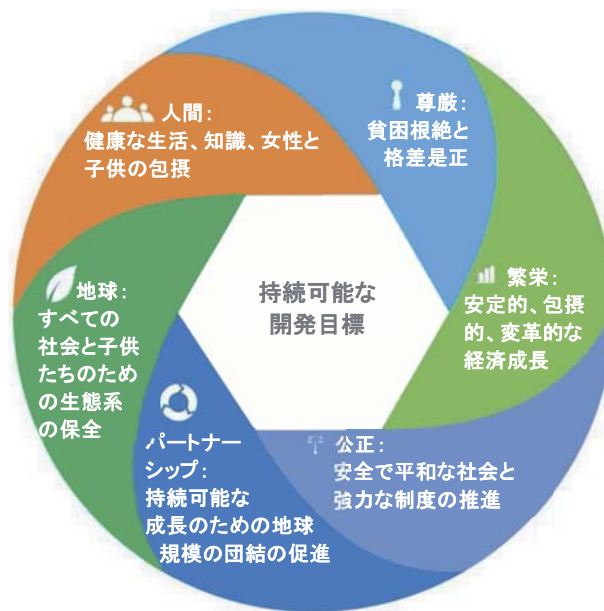 人間：
健康な生活、知識、女性と
子供の包摂
尊厳：
貧困根絶と
格差是正
繁栄：
安定的、包摂
的、変革的な
経済成長
公正：
安全で平和な社会と
強力な制度の推進
パートナー
シップ：
持続可能な
成長のための地球
規模の団結の促進
地球：
すべての
社会と子供
たちのため
の生態系
の保全
持続可能な
開発目標